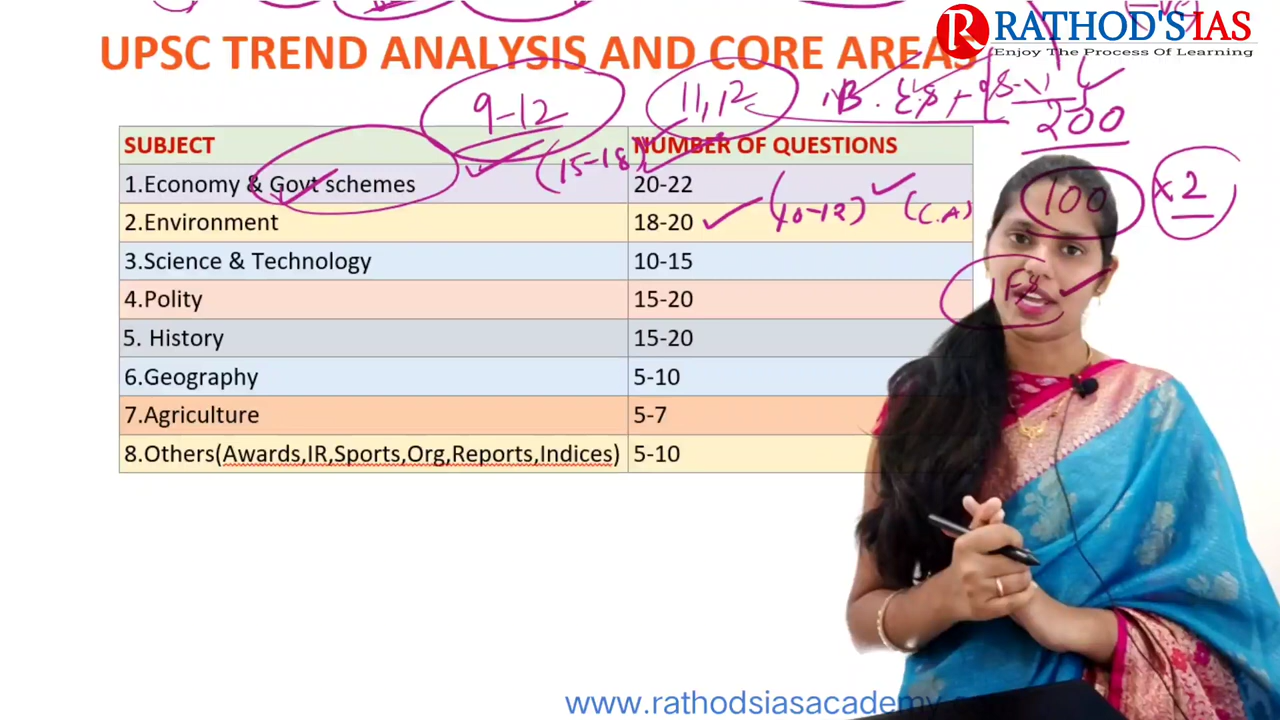 RATHOD'S IAS
Enjoy The Process Of Learning
UPSC TREND ANALYSIS AND CORE AREAS
9-12
11,12
200
SUBJECT NUMBER OF QUESTIONS
(15-18)
1.Economy & Govt schemes 20-22
100 x 2
2.Environment 18-20
(10-12) (C.A)
3.Science & Technology 10-15
IFS
4.Polity 15-20
5. History 15-20
6.Geography 5-10
7.Agriculture 5-7
8.Others(Awards,IR,Sports,Org,Reports,Indices) 5-10
www.rathodsiasacademy.